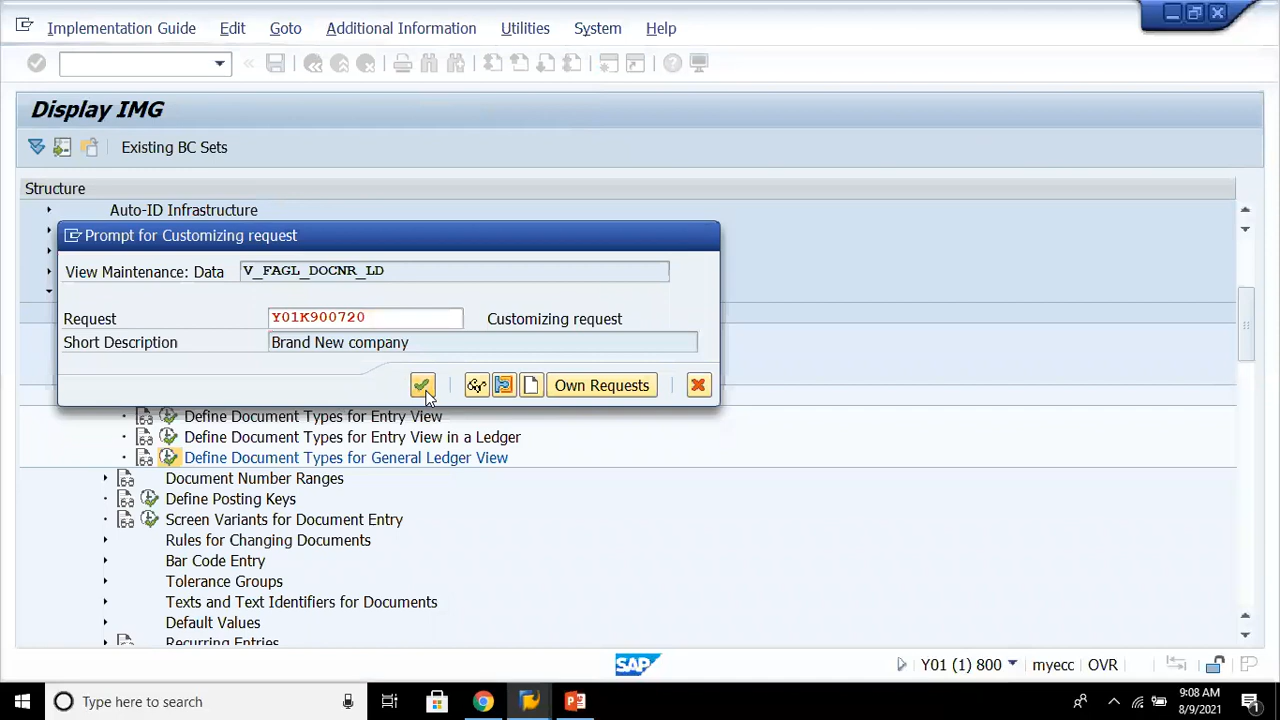 Implementation Guide Edit Goto Additional Information Utilities System Help
Display IMG
Existing BC Sets
Structure
Auto-ID Infrastructure
Prompt for Customizing request
View Maintenance: Data V_FAGL_DOCNR_LD
Request Y01K900720 Customizing request
Short Description Brand New company
Own Requests
Define Document Types for Entry View
Define Document Types for Entry View in a Ledger
Define Document Types for General Ledger View
Document Number Ranges
Define Posting Keys
Screen Variants for Document Entry
Rules for Changing Documents
Bar Code Entry
Tolerance Groups
Texts and Text Identifiers for Documents
Default Values
Recurring Entries
SAP Y01 (1) 800 myecc OVR
Type here to search 9:08 AM
8/9/2021 1